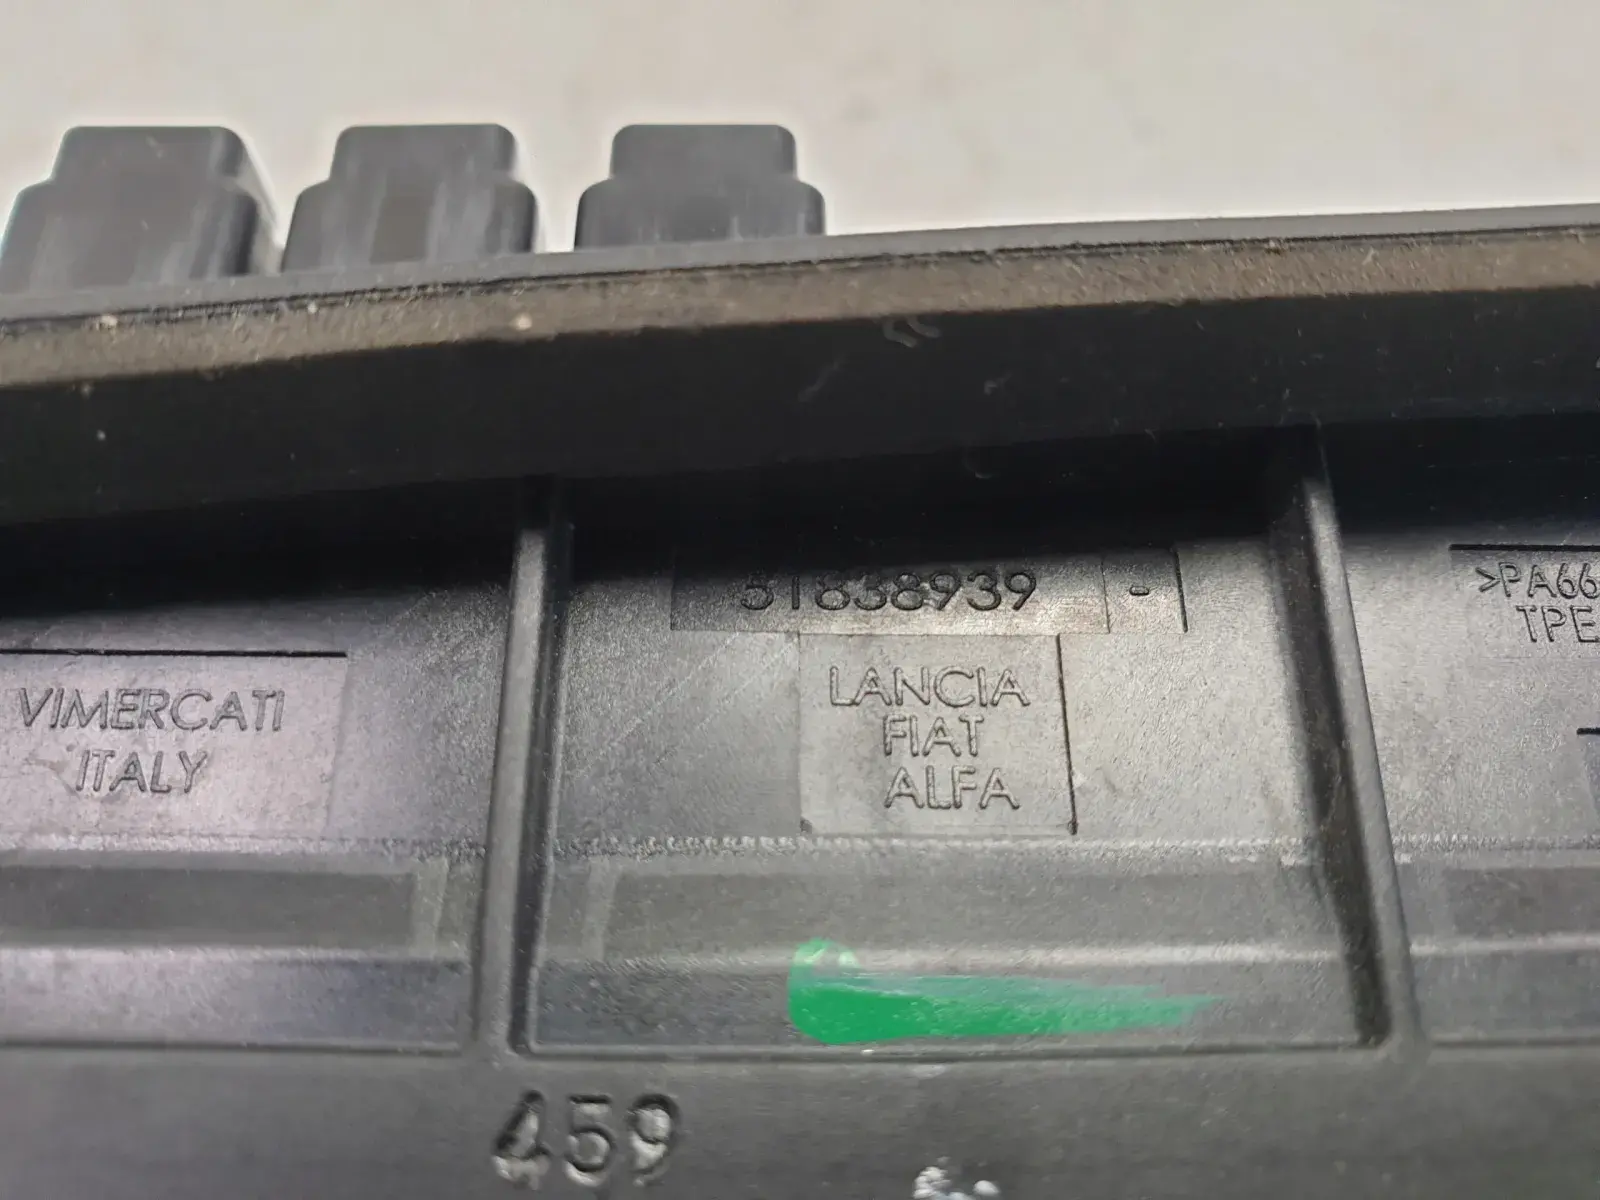 51838939 -
LANCIA
FIAT
ALFA
VIMERCATI
ITALY
>PA66
TPE
459